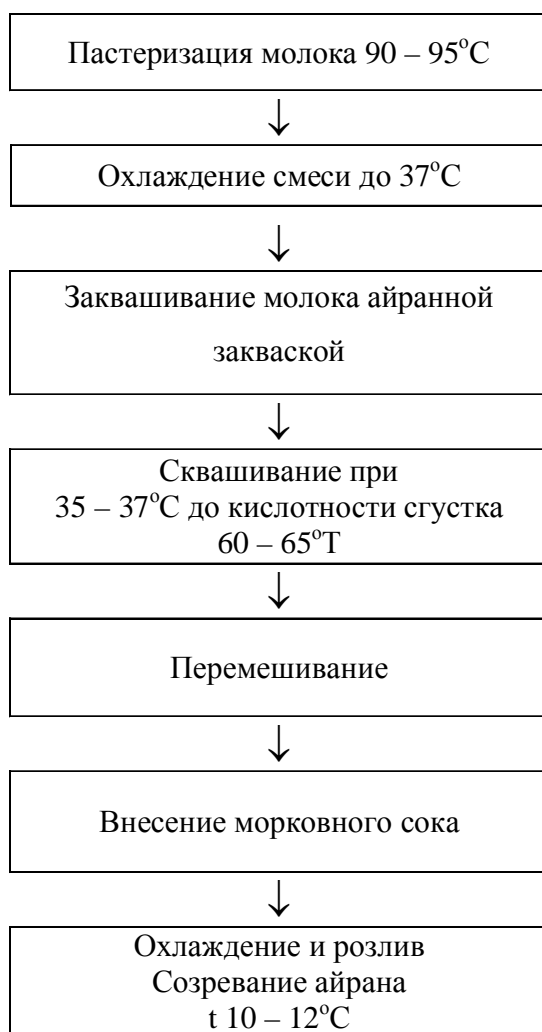 Пастеризация молока 90 – 95°С
Охлаждение смеси до 37°С
Заквашивание молока айранной
закваской
Сквашивание при
35 – 37°С до кислотности сгустка
60 – 65°Т
Перемешивание
Внесение морковного сока
Охлаждение и розлив
Созревание айрана
t 10 – 12°С